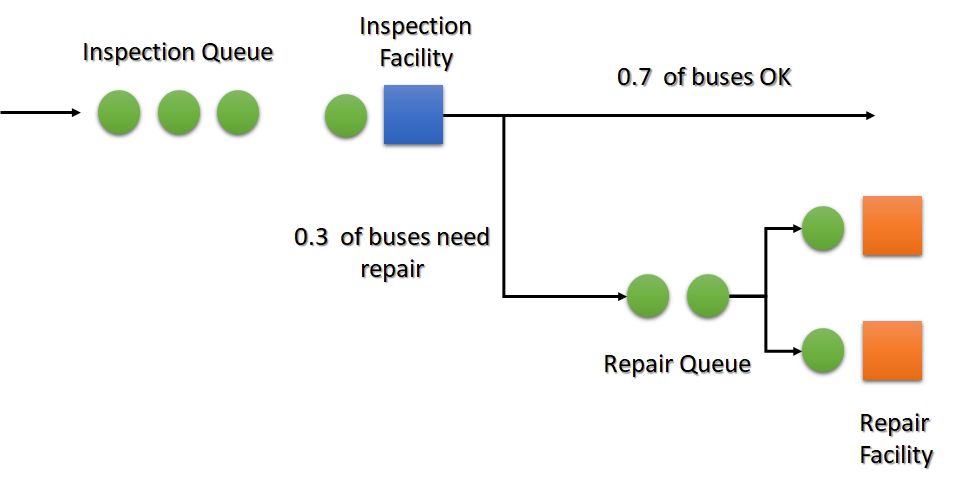 Inspection Queue
Inspection
Facility
0.7 of buses OK
0.3 of buses need
repair
Repair Queue
Repair
Facility